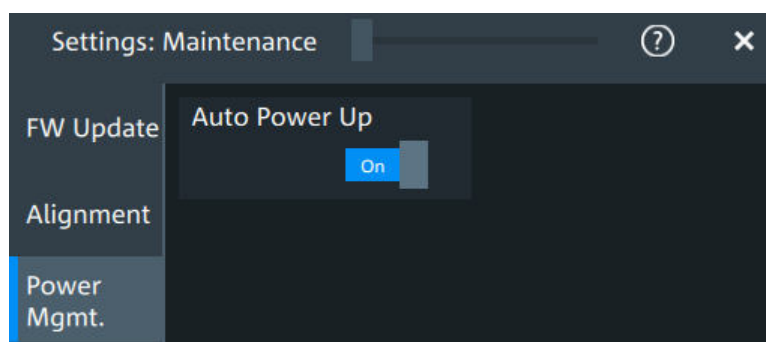 Settings: Maintenance
?
FW Update
Auto Power Up
On
Alignment
Power
Mgmt.